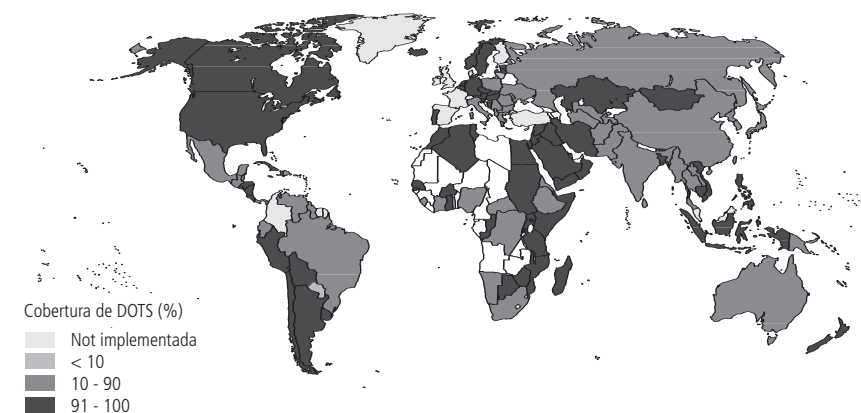 Cobertura de DOTS (%)
Not implementada
< 10
10 - 90
91 - 100